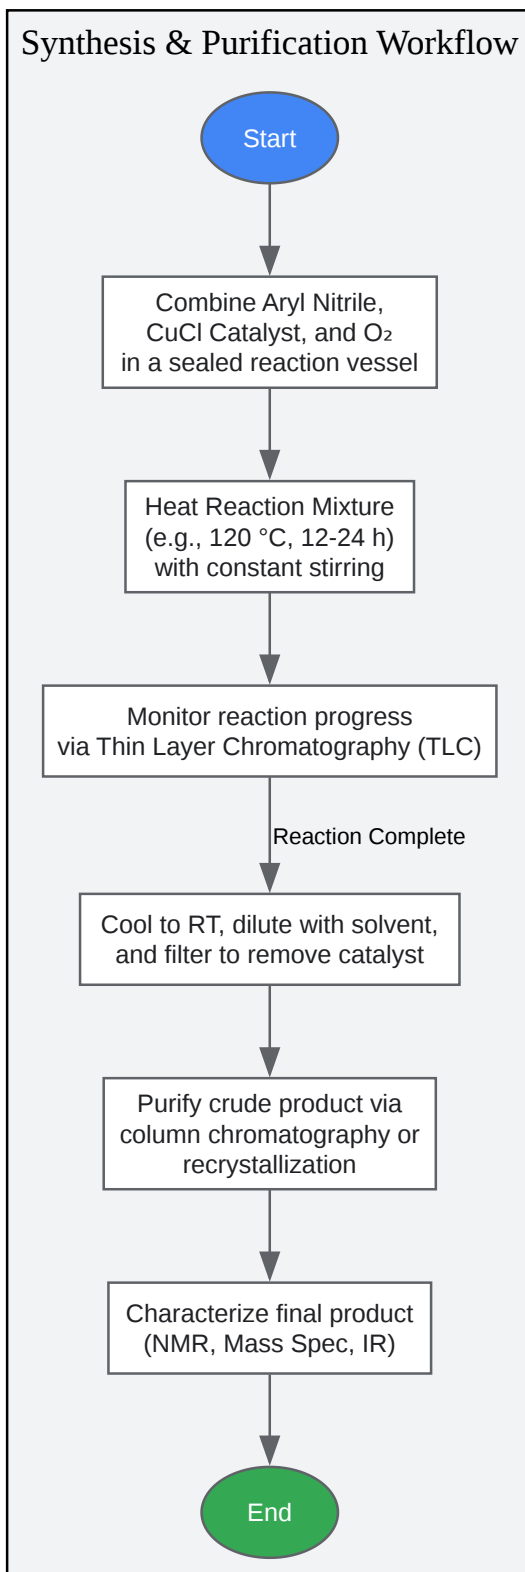 Synthesis & Purification Workflow
Start
Combine Aryl Nitrile,
CuCl Catalyst, and O₂
in a sealed reaction vessel
Heat Reaction Mixture
(e.g., 120 °C, 12-24 h)
with constant stirring
Monitor reaction progress
via Thin Layer Chromatography (TLC)
Reaction Complete
Cool to RT, dilute with solvent,
and filter to remove catalyst
Purify crude product via
column chromatography or
recrystallization
Characterize final product
(NMR, Mass Spec, IR)
End